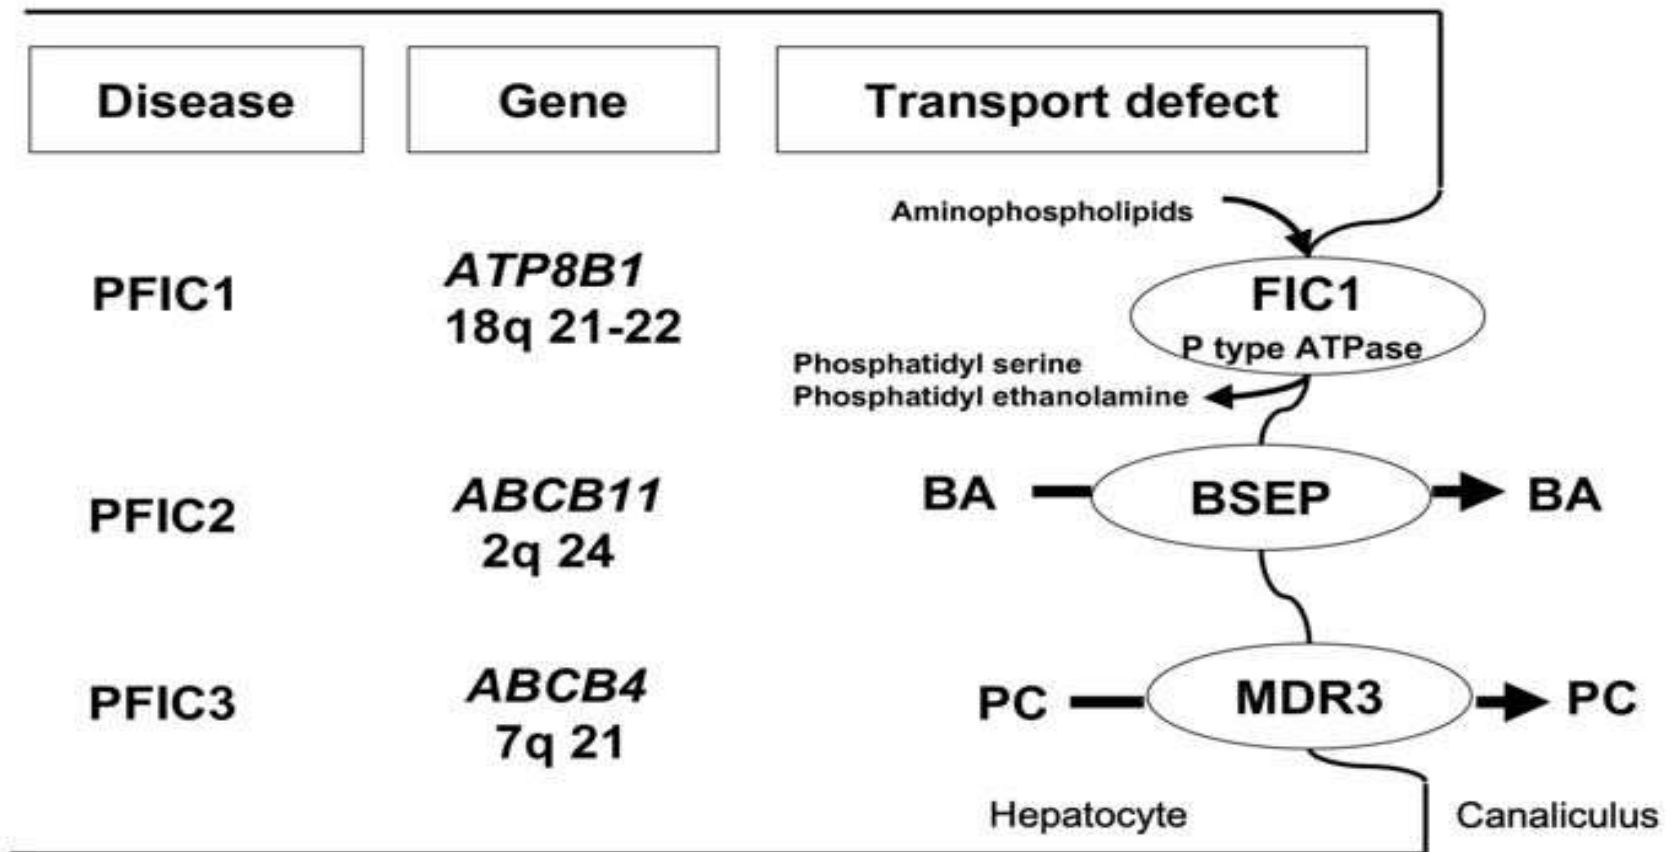 Disease
Gene
Transport defect
Aminophospholipids
PFIC1
ATP8B1
18q 21-22
FIC1
P type ATPase
Phosphatidyl serine
Phosphatidyl ethanolamine
PFIC2
ABCB11
2q 24
BA
BSEP
BA
PFIC3
ABCB4
7q 21
PC
MDR3
PC
Hepatocyte
Canaliculus